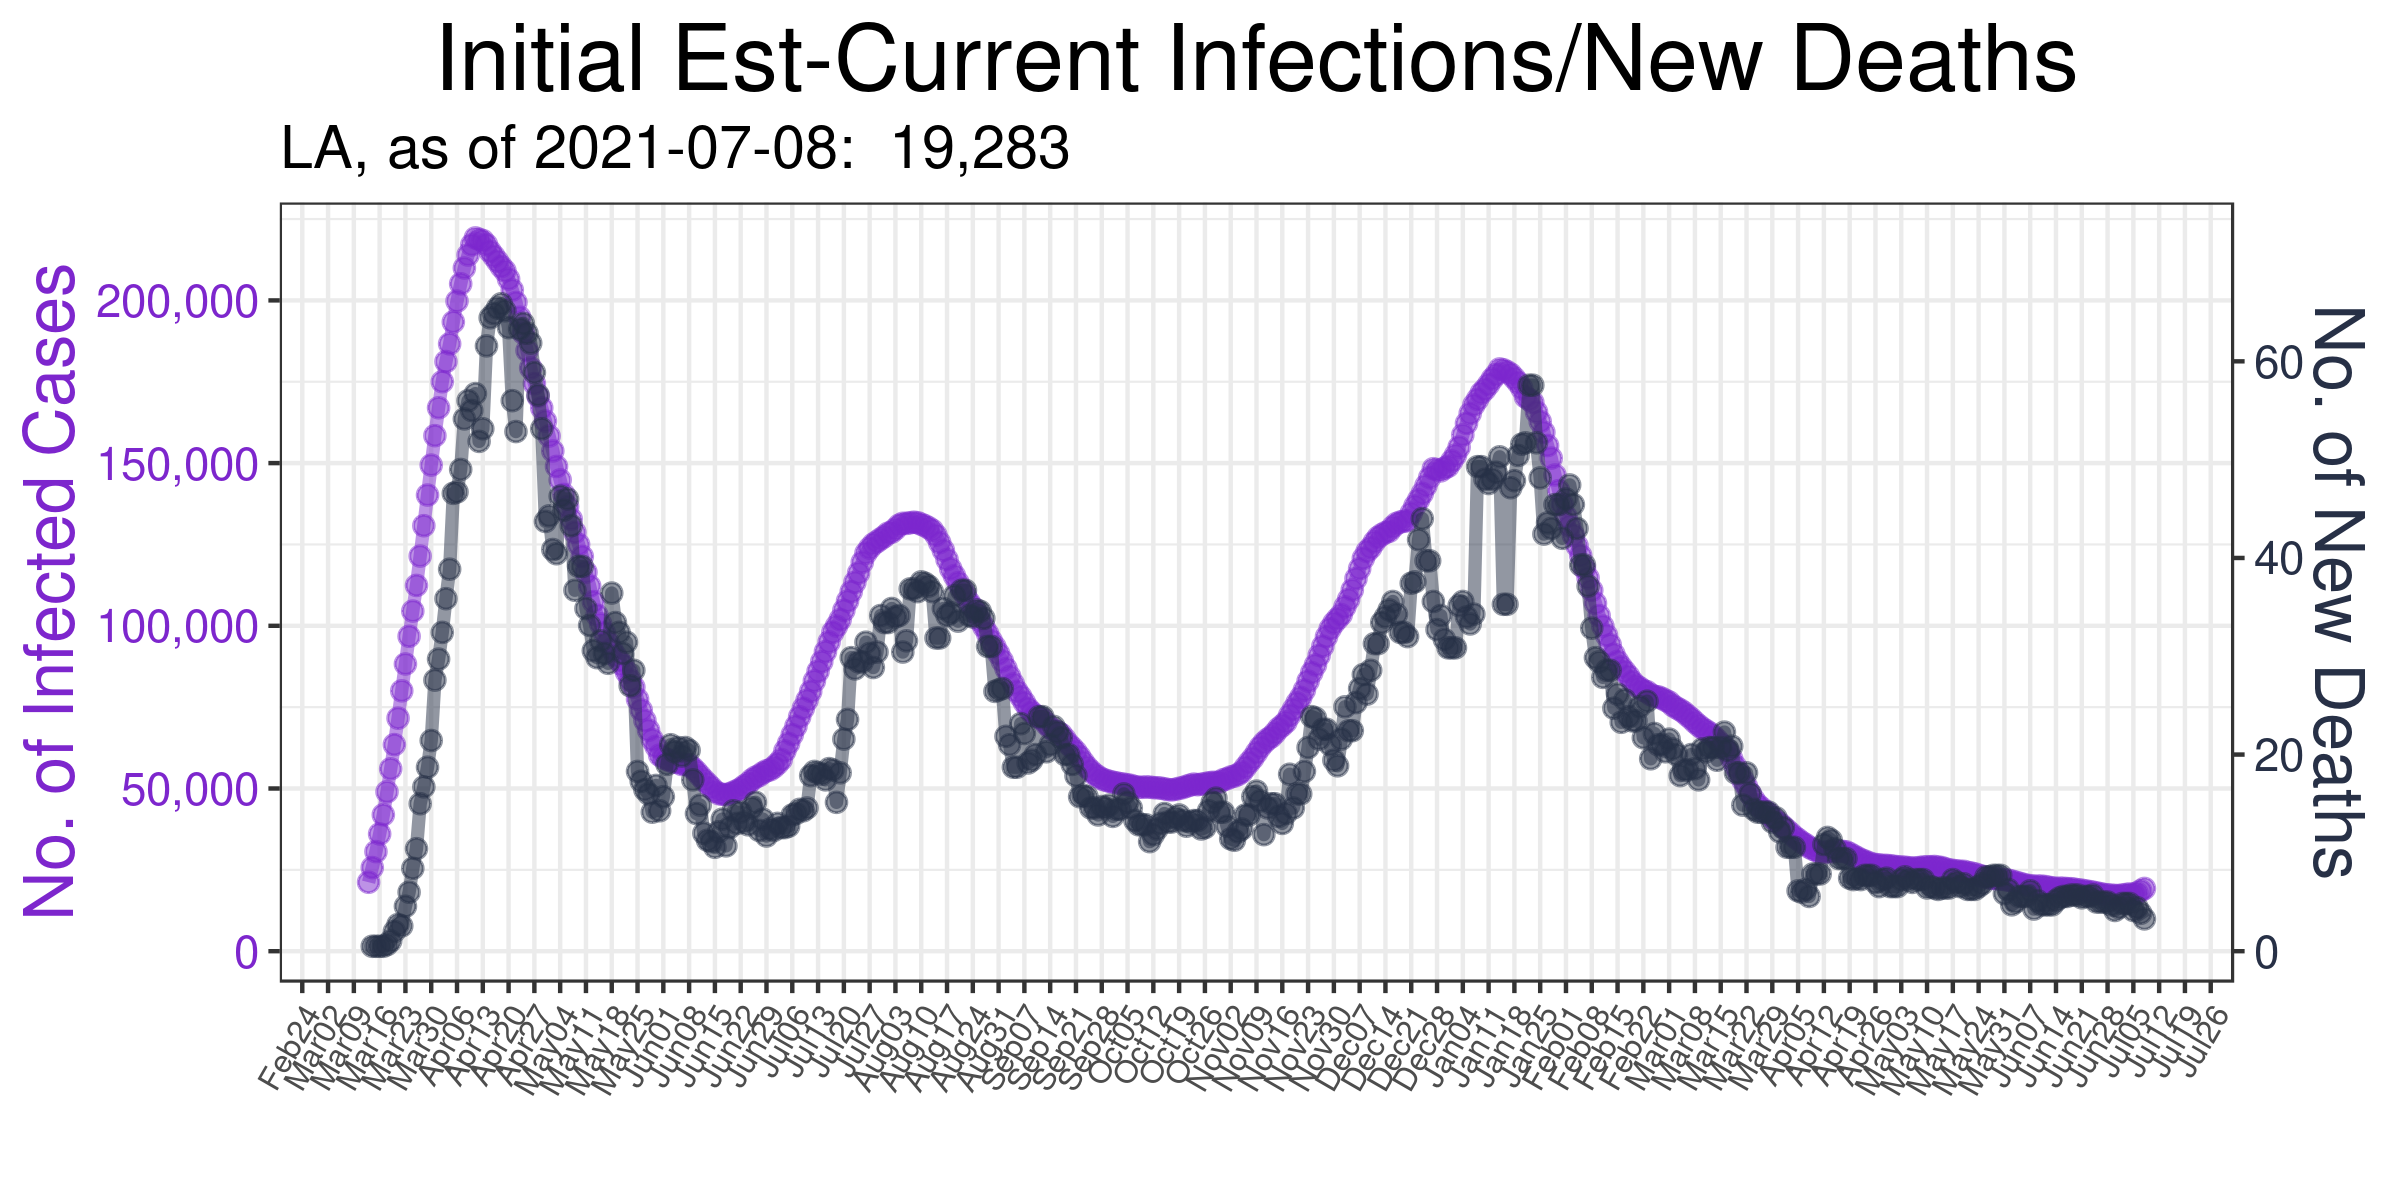 Initial Est-Current Infections/New Deaths
LA, as of 2021-07-08: 19,283
No. of Infected Cases
200,000
150,000
100,000
50,000
0
60
40
20
0
No. of New Deaths
Feb24
Mar02
Mar09
Mar16
Mar23
Mar30
Apr06
Apr13
Apr20
Apr27
May04
May11
May18
May25
Jun01
Jun08
Jun15
Jun22
Jun29
Jul06
Jul13
Jul20
Jul27
Aug03
Aug10
Aug17
Aug24
Aug31
Sep07
Sep14
Sep21
Sep28
Oct05
Oct12
Oct19
Oct26
Nov02
Nov09
Nov16
Nov23
Nov30
Dec07
Dec14
Dec21
Dec28
Jan04
Jan11
Jan18
Jan25
Feb01
Feb08
Feb15
Feb22
Mar01
Mar08
Mar15
Mar22
Mar29
Apr05
Apr12
Apr19
Apr26
May03
May10
May17
May24
May31
Jun07
Jun14
Jun21
Jun28
Jul05
Jul12
Jul19
Jul26